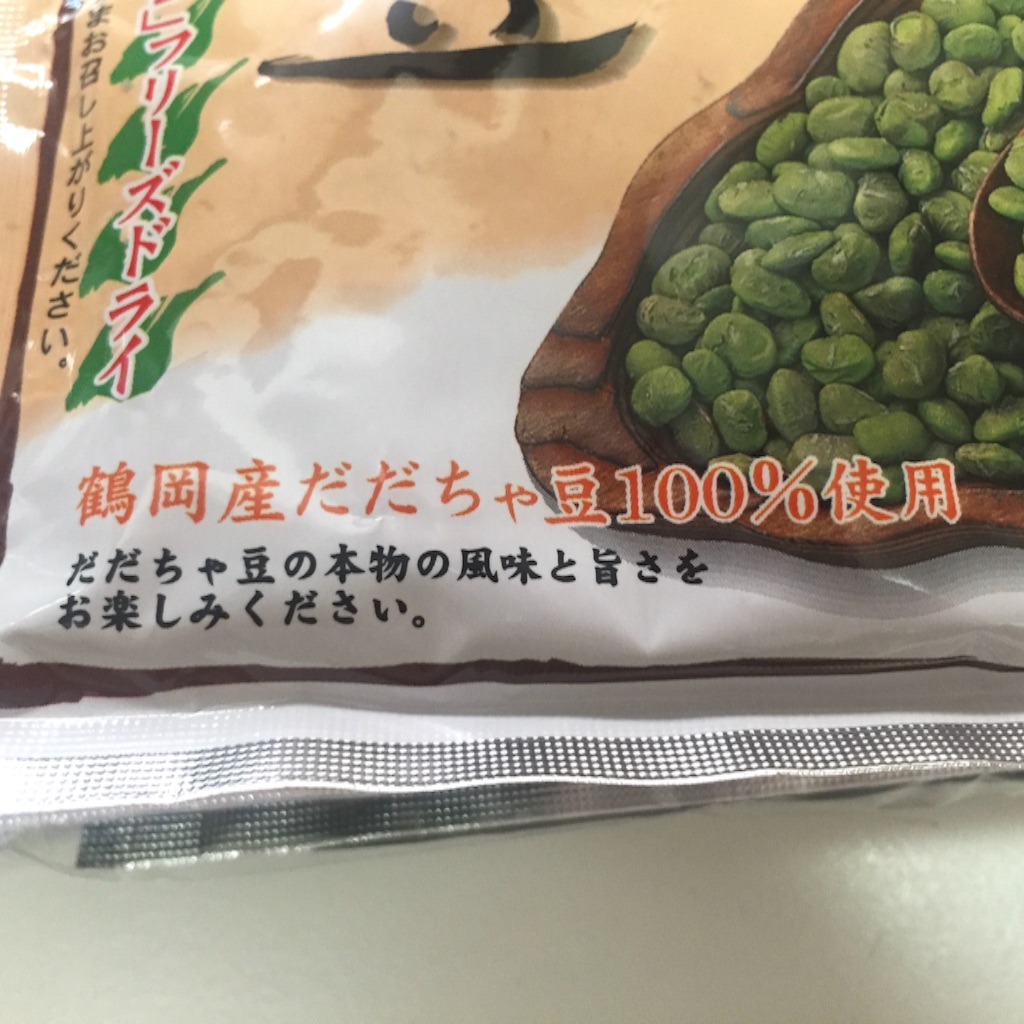 フリーズドライ
まお召し上がりください。
鶴岡産だだちゃ豆100%使用
だだちゃ豆の本物の風味と旨さを
お楽しみください。